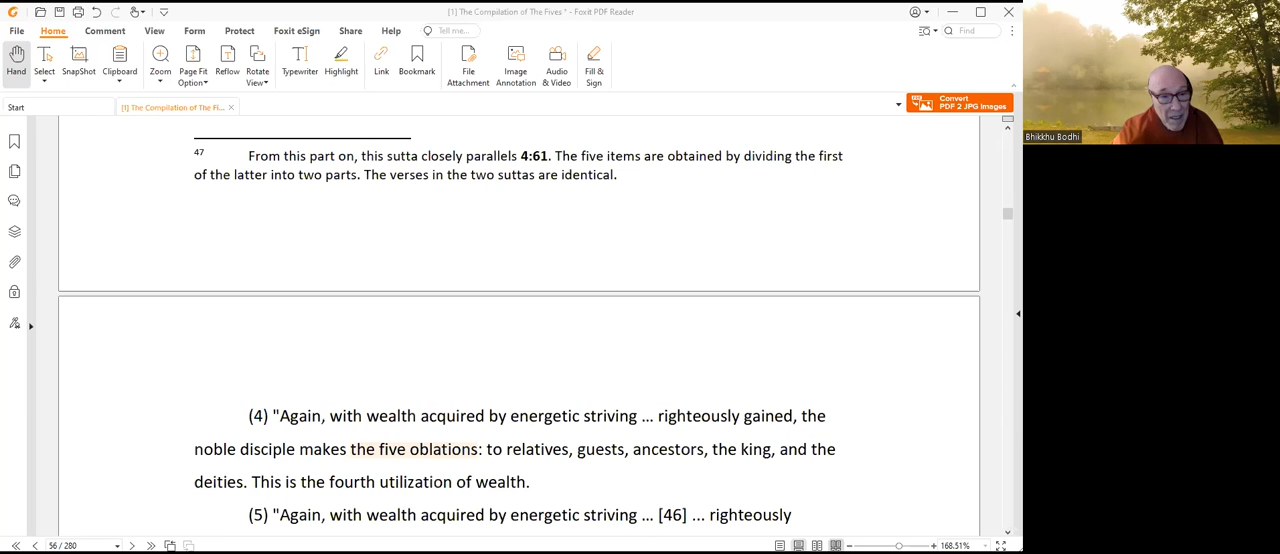 [1] The Compilation of The Fives * - Foxit PDF Reader
File Home Comment View Form Protect Foxit eSign Share Help Tell me... Find
Hand Select SnapShot Clipboard Zoom Page Fit Option Reflow Rotate View Typewriter Highlight Link Bookmark File Attachment Image Annotation Audio & Video Fill & Sign
Start [1] The Compilation of The Fi...
Convert
PDF 2 JPG Images
Bhikkhu Bodhi
47 From this part on, this sutta closely parallels 4:61. The five items are obtained by dividing the first
of the latter into two parts. The verses in the two suttas are identical.
(4) "Again, with wealth acquired by energetic striving ... righteously gained, the
noble disciple makes the five oblations: to relatives, guests, ancestors, the king, and the
deities. This is the fourth utilization of wealth.
(5) "Again, with wealth acquired by energetic striving ... [46] ... righteously
56 / 280 168.51%